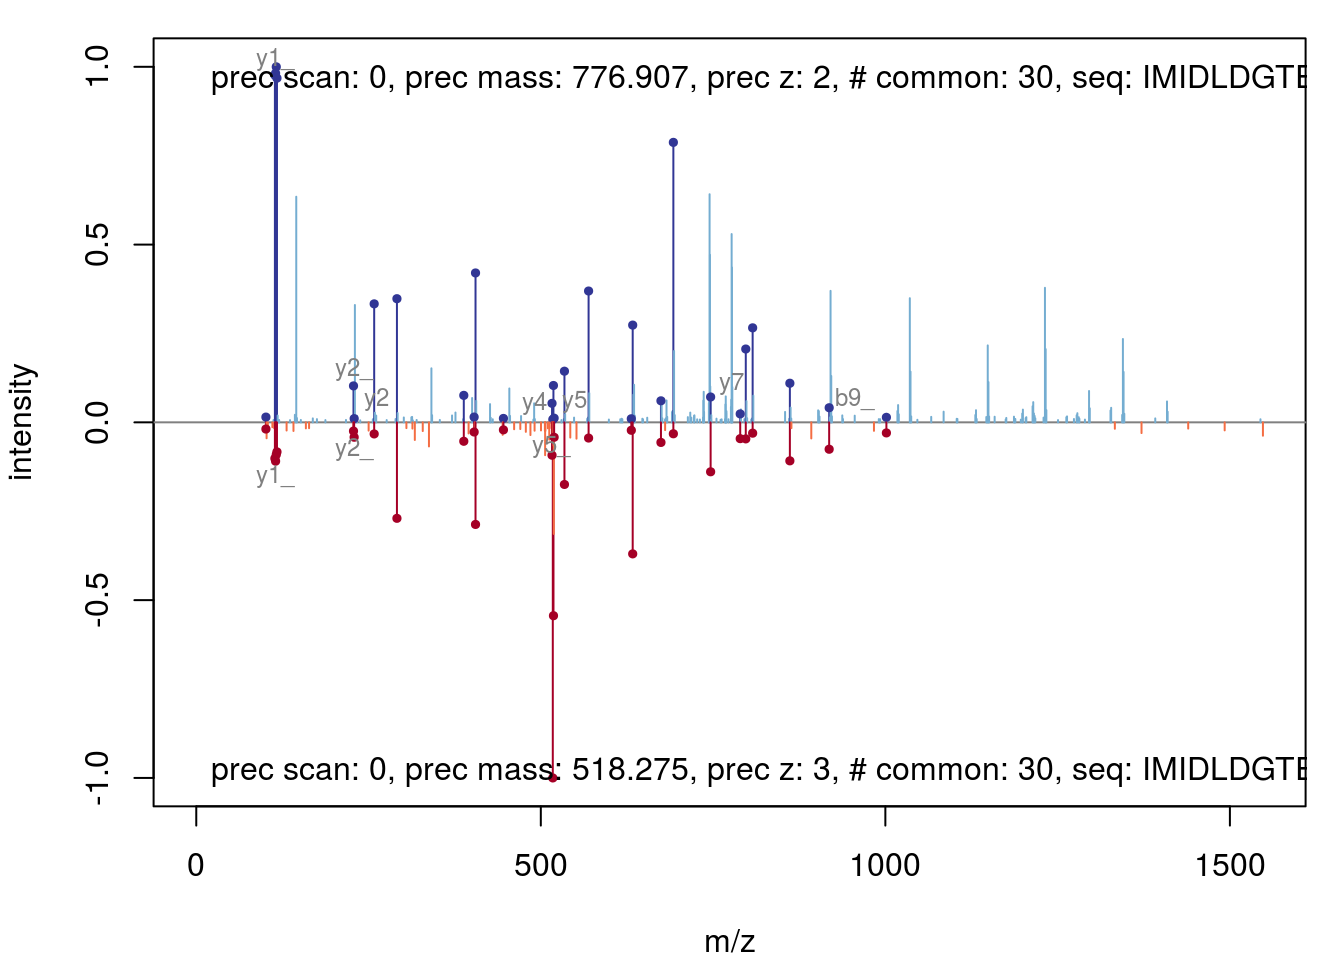 y1_
prec scan: 0, prec mass: 776.907, prec z: 2, # common: 30, seq: IMIDLDGTE
1.0
0.5
0.0
-0.5
-1.0
intensity
y2_
y2
y4
y5
y7
b9_
y2_
y6_
y1_
prec scan: 0, prec mass: 518.275, prec z: 3, # common: 30, seq: IMIDLDGTE
0
500
1000
1500
m/z